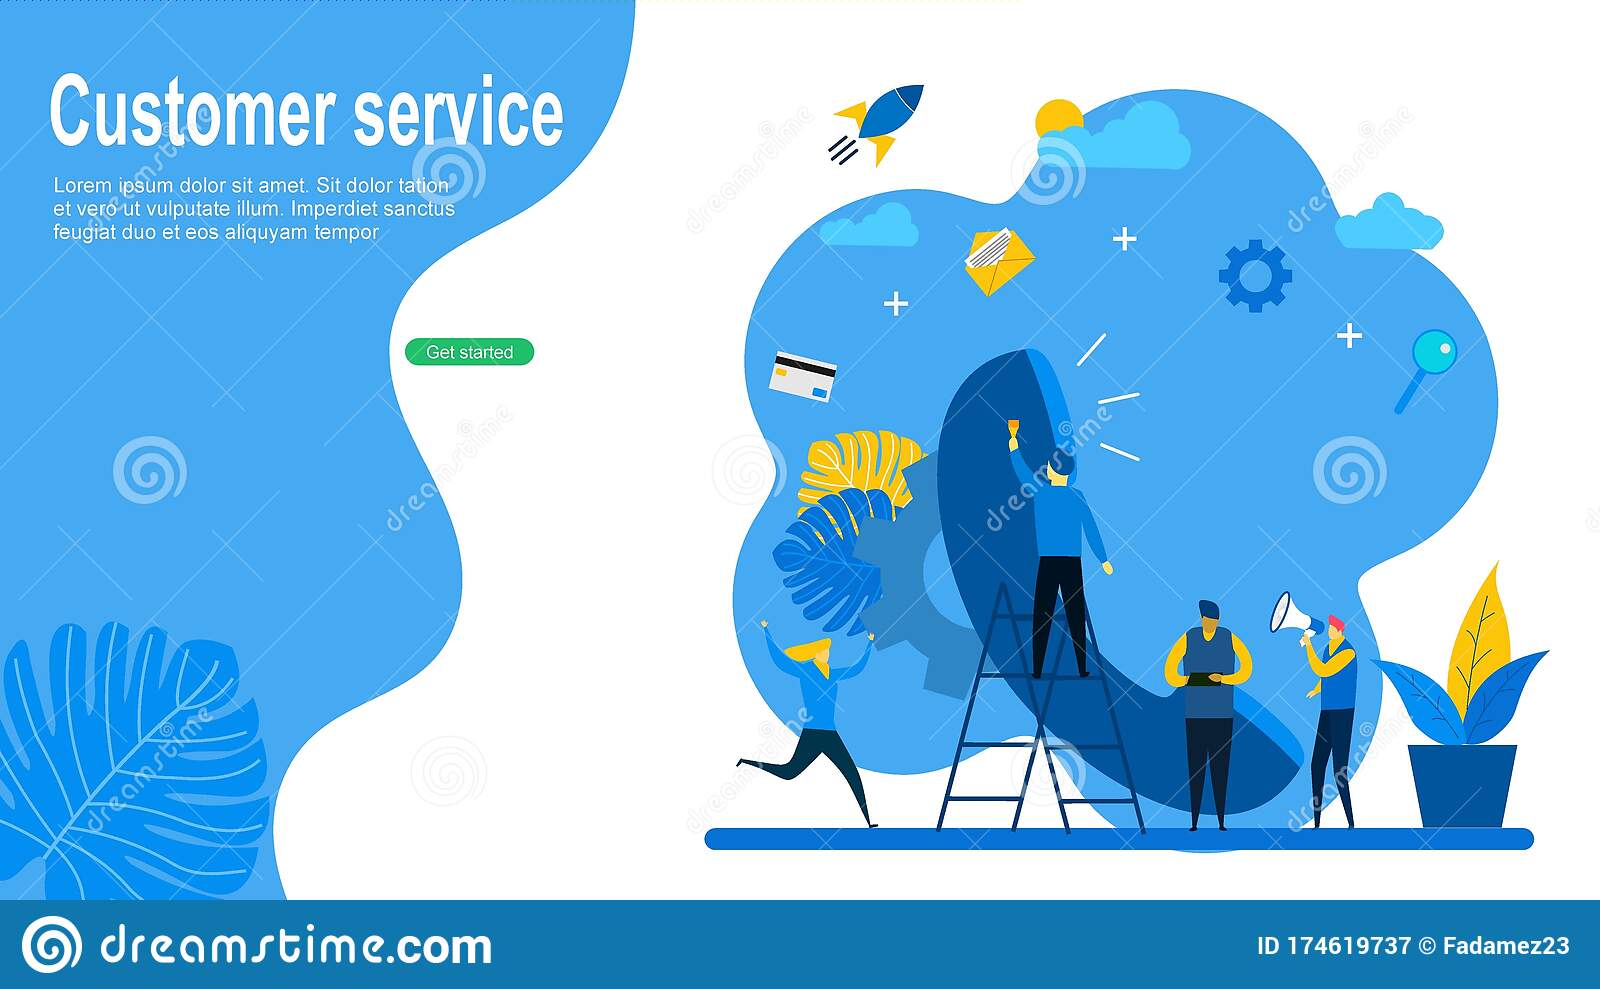 Customer service
Lorem ipsum dolor sit amet. Sit dolor tation
et vero ut vulputate illum. Imperdiet sanctus
feugiat duo et eos aliquyam tempor
Get started
dreamstime.com
ID 174619737 © Fadamez23